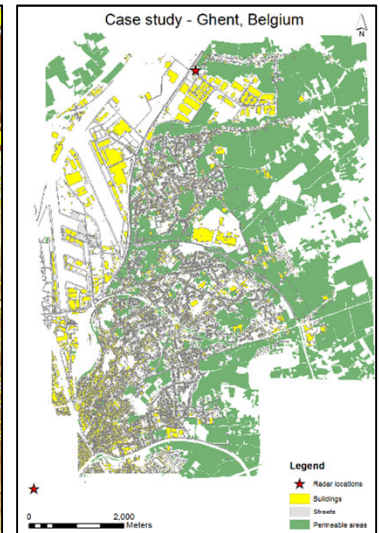 Case study - Ghent, Belgium
N
Legend
Radar locations
Buildings
Streets
Permeable areas
0
2,000
Meters